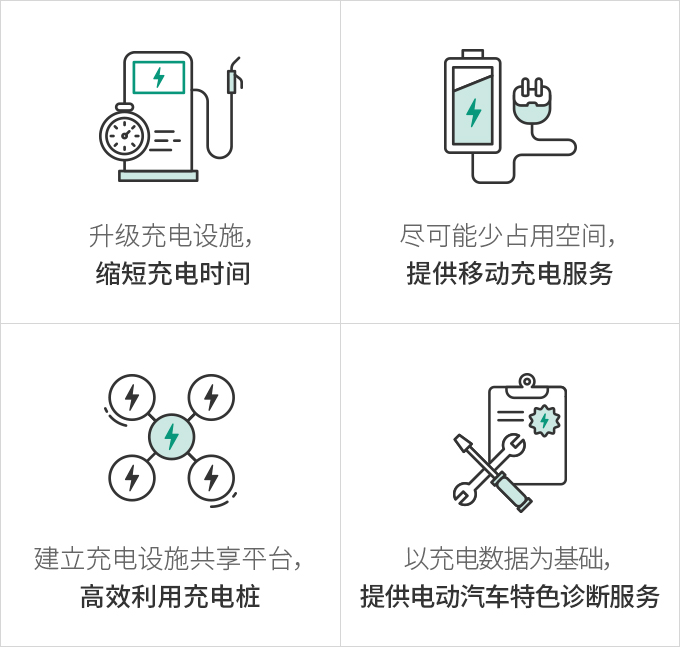 升级充电设施,
缩短充电时间
尽可能少占用空间,
提供移动充电服务
建立充电设施共享平台,
高效利用充电桩
以充电数据为基础,
提供电动汽车特色诊断服务